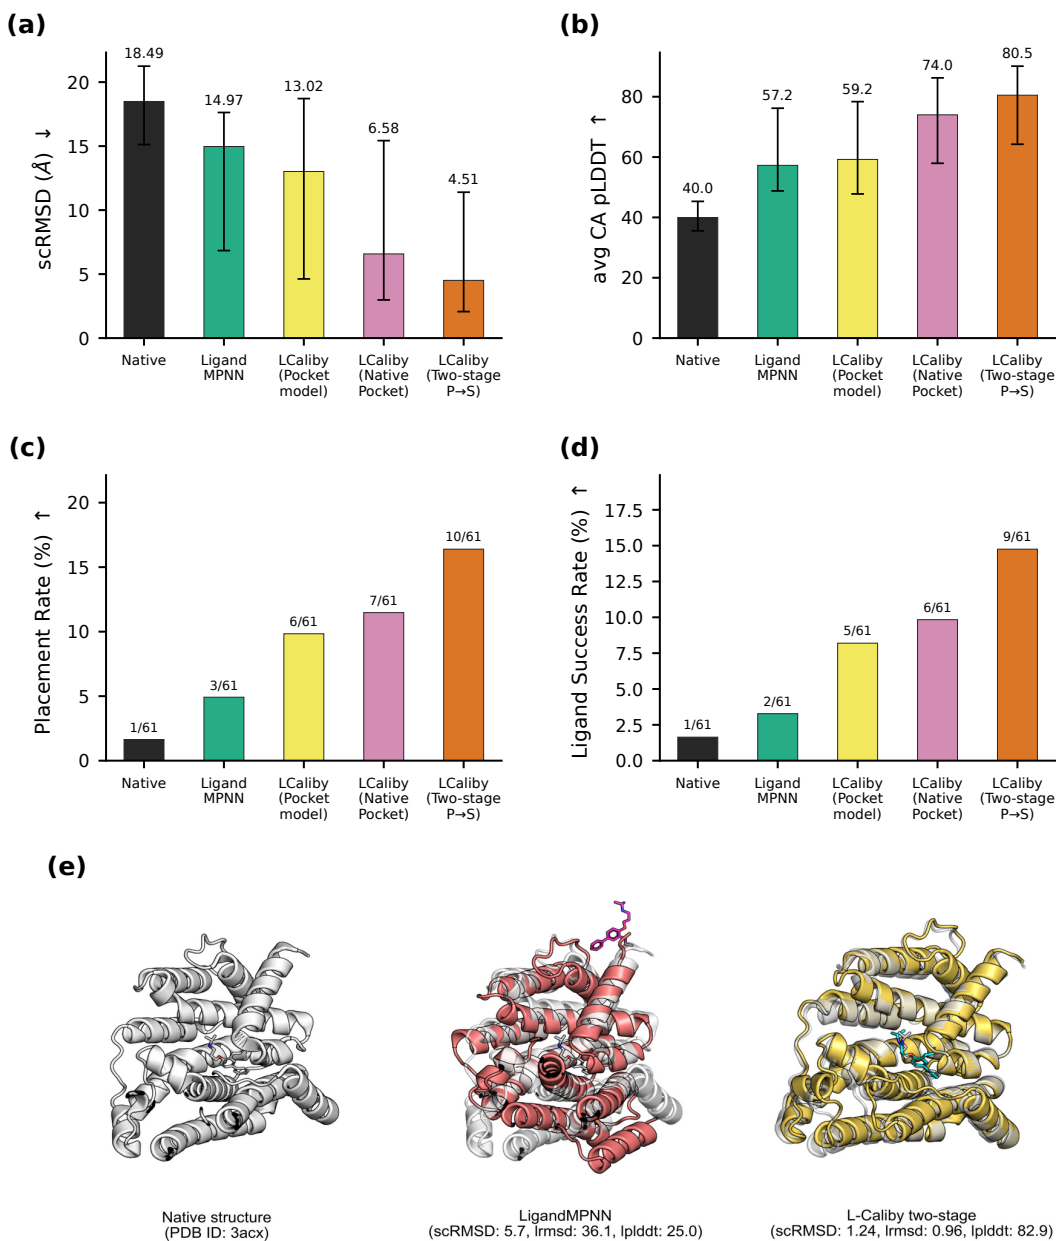 (a)
scRMSD (Å) ↓
20
15
10
5
0
18.49
14.97
13.02
6.58
4.51
Native
Ligand
MPNN
LCaliby
(Pocket
model)
LCaliby
(Native
Pocket)
LCaliby
(Two-stage
P→S)
(b)
avg CA pLDDT ↑
80
60
40
20
0
40.0
57.2
59.2
74.0
80.5
Native
Ligand
MPNN
LCaliby
(Pocket
model)
LCaliby
(Native
Pocket)
LCaliby
(Two-stage
P→S)
(c)
Placement Rate (%) ↑
20
15
10
5
0
1/61
3/61
6/61
7/61
10/61
Native
Ligand
MPNN
LCaliby
(Pocket
model)
LCaliby
(Native
Pocket)
LCaliby
(Two-stage
P→S)
(d)
Ligand Success Rate (%) ↑
17.5
15.0
12.5
10.0
7.5
5.0
2.5
0.0
1/61
2/61
5/61
6/61
9/61
Native
Ligand
MPNN
LCaliby
(Pocket
model)
LCaliby
(Native
Pocket)
LCaliby
(Two-stage
P→S)
(e)
Native structure
(PDB ID: 3acx)
LigandMPNN
(scRMSD: 5.7, lrmsd: 36.1, lplddt: 25.0)
L-Caliby two-stage
(scRMSD: 1.24, lrmsd: 0.96, lplddt: 82.9)